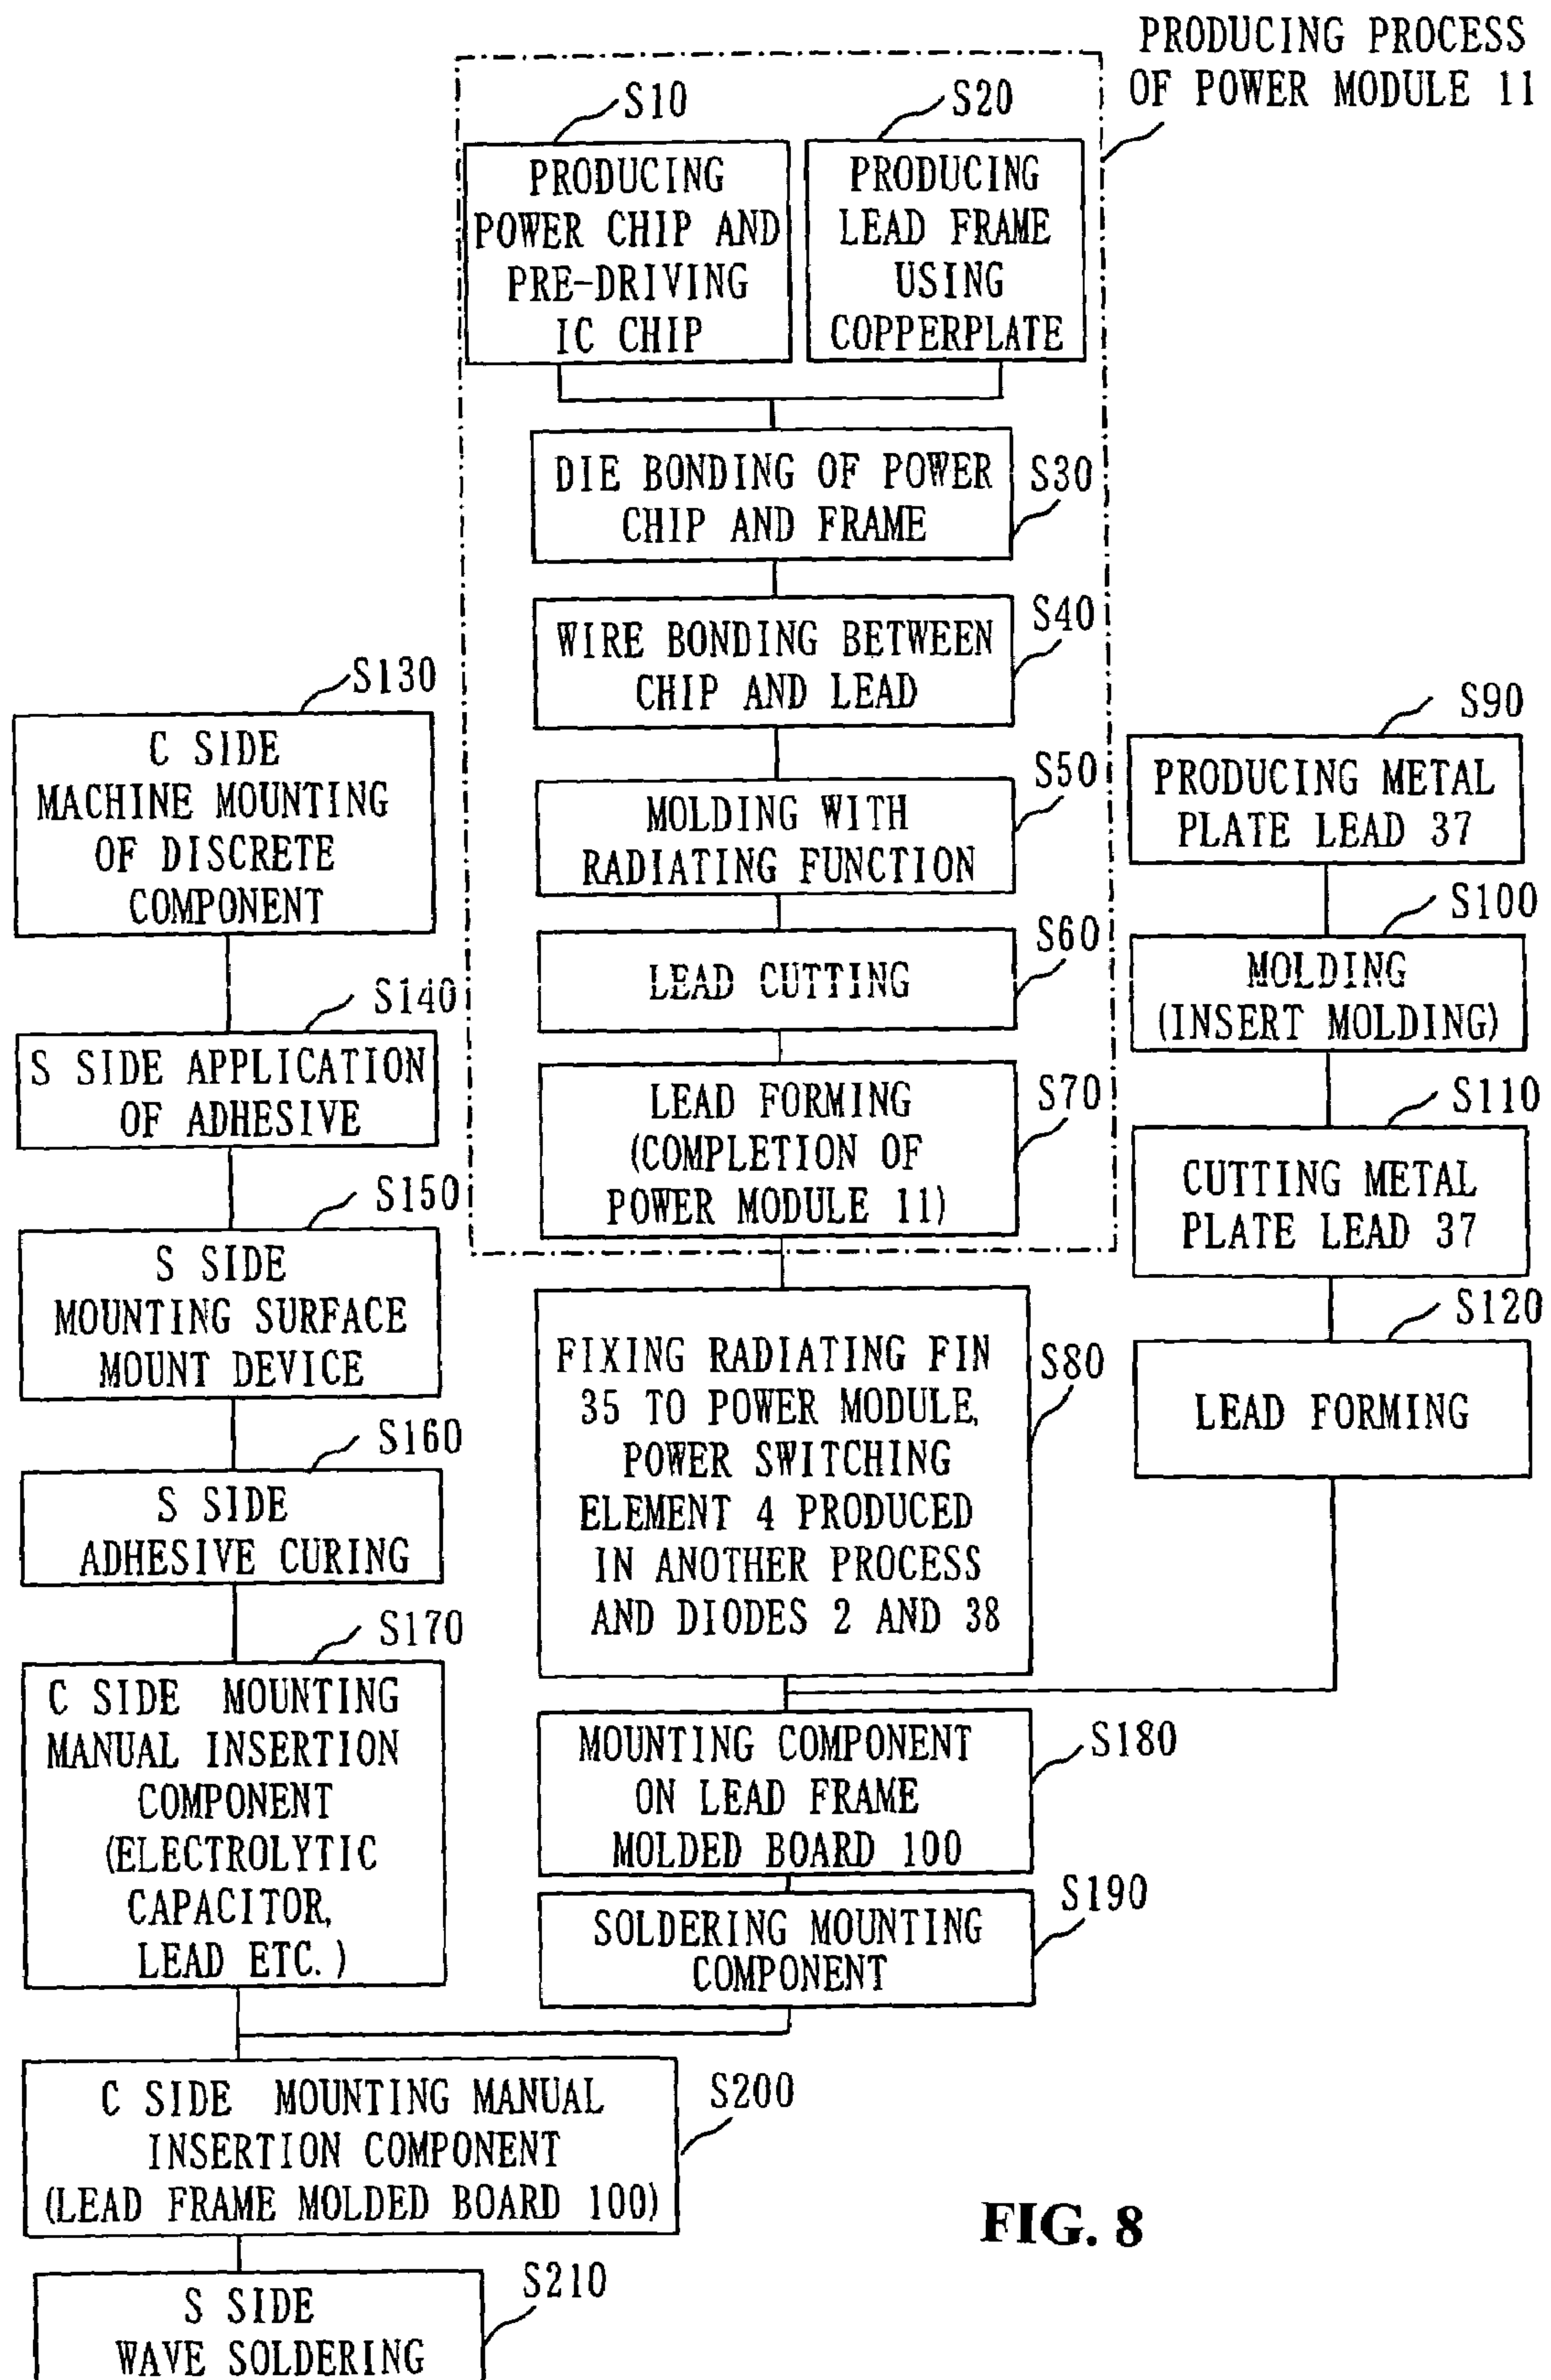 PRODUCING PROCESS
OF POWER MODULE 11
S10
PRODUCING
POWER CHIP AND
PRE-DRIVING
IC CHIP
S20
PRODUCING
LEAD FRAME
USING
COPPERPLATE
DIE BONDING OF POWER
CHIP AND FRAME
S30
WIRE BONDING BETWEEN
CHIP AND LEAD
S40
MOLDING WITH
RADIATING FUNCTION
S50
LEAD CUTTING
S60
LEAD FORMING
(COMPLETION OF
POWER MODULE 11)
S70
FIXING RADIATING FIN
35 TO POWER MODULE,
POWER SWITCHING
ELEMENT 4 PRODUCED
IN ANOTHER PROCESS
AND DIODES 2 AND 38
S80
S90
PRODUCING METAL
PLATE LEAD 37
S100
MOLDING
(INSERT MOLDING)
S110
CUTTING METAL
PLATE LEAD 37
S120
LEAD FORMING
S130
C SIDE
MACHINE MOUNTING
OF DISCRETE
COMPONENT
S140
S SIDE APPLICATION
OF ADHESIVE
S150
S SIDE
MOUNTING SURFACE
MOUNT DEVICE
S160
S SIDE
ADHESIVE CURING
S170
C SIDE MOUNTING
MANUAL INSERTION
COMPONENT
(ELECTROLYTIC
CAPACITOR,
LEAD ETC.)
MOUNTING COMPONENT
ON LEAD FRAME
MOLDED BOARD 100
S180
SOLDERING MOUNTING
COMPONENT
S190
C SIDE MOUNTING MANUAL
INSERTION COMPONENT
(LEAD FRAME MOLDED BOARD 100)
S200
S SIDE
WAVE SOLDERING
S210
FIG. 8